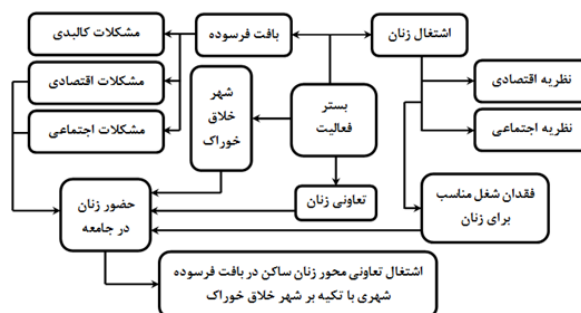 اشتغال زنان
بافت فرسوده
مشکلات کالبدی
نظریه اقتصادی
شهر
خلاق
خوراک
مشکلات اقتصادی
بستر
فعالیت
نظریه اجتماعی
مشکلات اجتماعی
فقدان شغل مناسب
برای زنان
تعاونی زنان
حضور زنان
در جامعه
اشتغال تعاونی محور زنان ساکن در بافت فرسوده
شهری با تکیه بر شهر خلاق خوراک